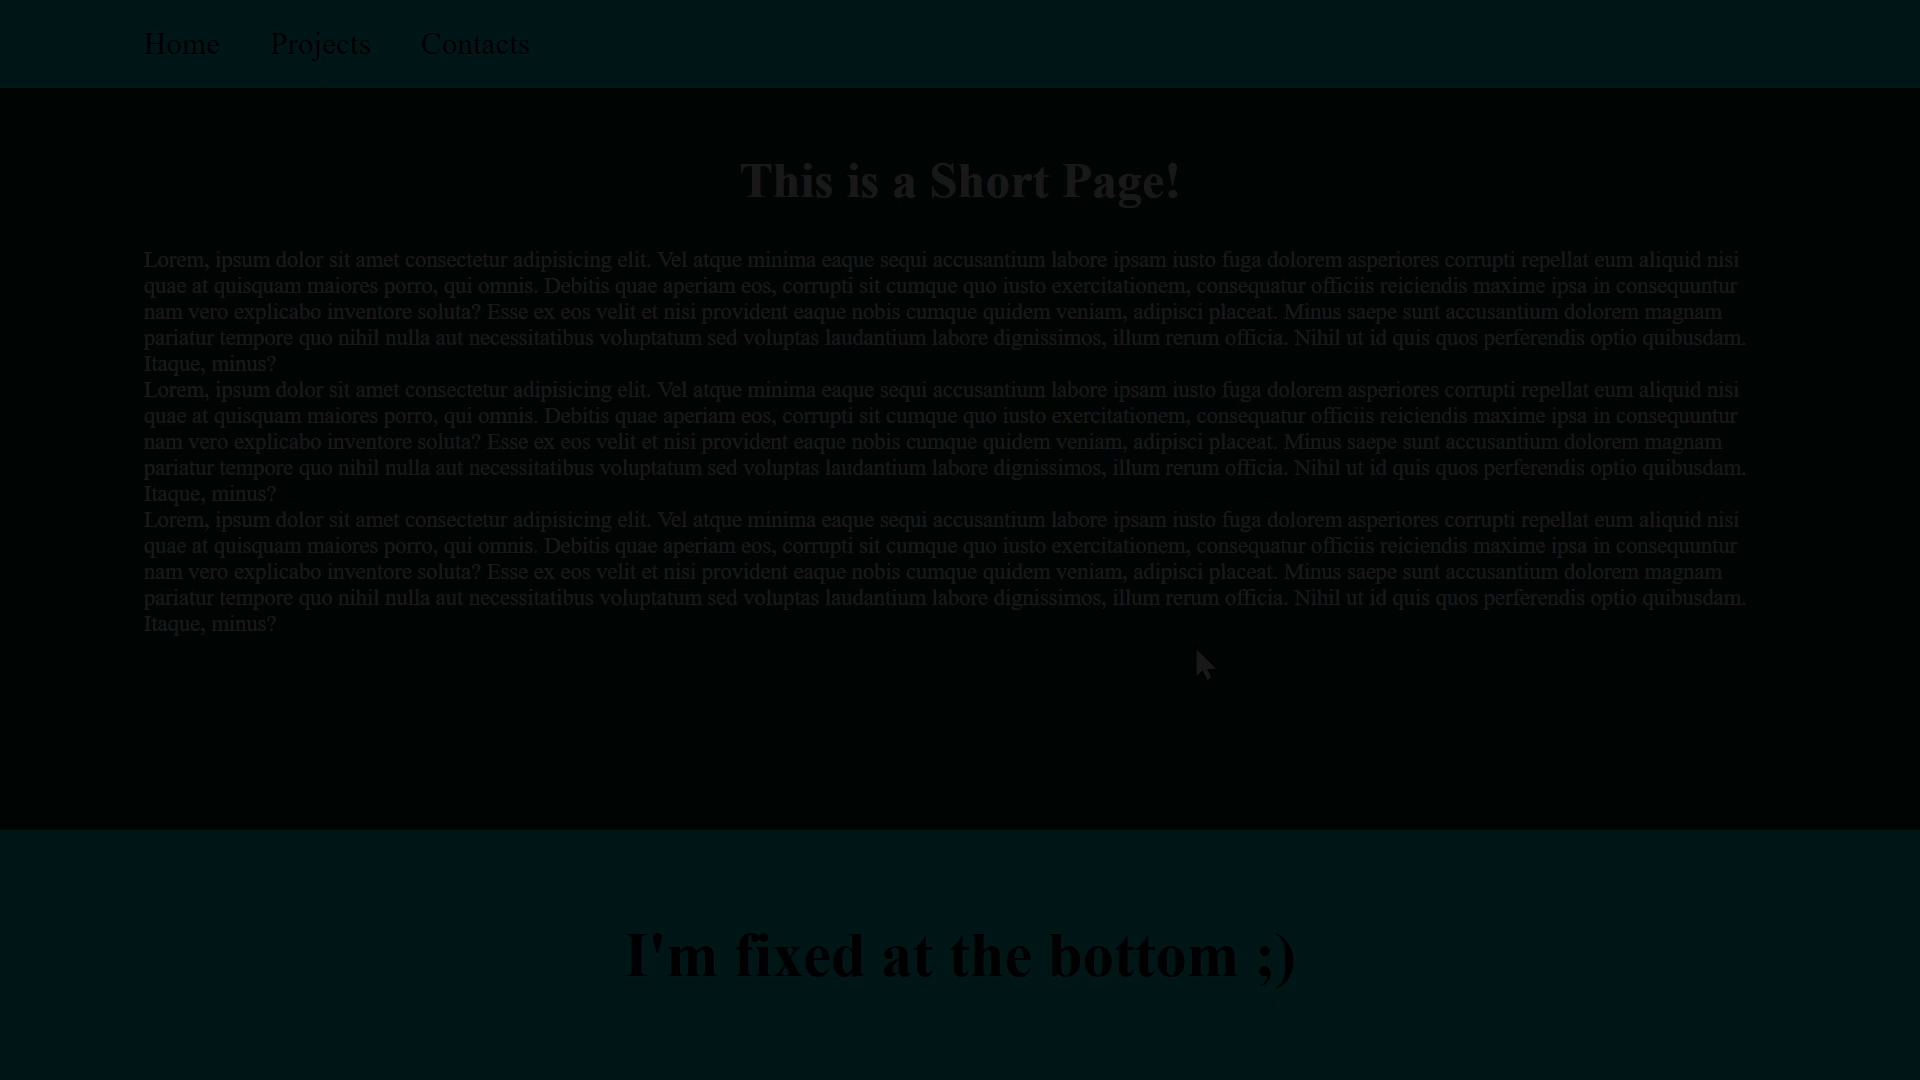 Home Projects Contacts
This is a Short Page!
Lorem, ipsum dolor sit amet consectetur adipisicing elit. Vel atque minima eaque sequi accusantium labore ipsam iusto fuga dolorem asperiores corrupti repellat eum aliquid nisi
quae at quisquam maiores porro, qui omnis. Debitis quae aperiam eos, corrupti sit cumque quo iusto exercitationem, consequatur officiis reiciendis maxime ipsa in consequuntur
nam vero explicabo inventore soluta? Esse ex eos velit et nisi provident eaque nobis cumque quidem veniam, adipisci placeat. Minus saepe sunt accusantium dolorem magnam
pariatur tempore quo nihil nulla aut necessitatibus voluptatum sed voluptas laudantium labore dignissimos, illum rerum officia. Nihil ut id quis quos perferendis optio quibusdam.
Itaque, minus?
Lorem, ipsum dolor sit amet consectetur adipisicing elit. Vel atque minima eaque sequi accusantium labore ipsam iusto fuga dolorem asperiores corrupti repellat eum aliquid nisi
quae at quisquam maiores porro, qui omnis. Debitis quae aperiam eos, corrupti sit cumque quo iusto exercitationem, consequatur officiis reiciendis maxime ipsa in consequuntur
nam vero explicabo inventore soluta? Esse ex eos velit et nisi provident eaque nobis cumque quidem veniam, adipisci placeat. Minus saepe sunt accusantium dolorem magnam
pariatur tempore quo nihil nulla aut necessitatibus voluptatum sed voluptas laudantium labore dignissimos, illum rerum officia. Nihil ut id quis quos perferendis optio quibusdam.
Itaque, minus?
Lorem, ipsum dolor sit amet consectetur adipisicing elit. Vel atque minima eaque sequi accusantium labore ipsam iusto fuga dolorem asperiores corrupti repellat eum aliquid nisi
quae at quisquam maiores porro, qui omnis. Debitis quae aperiam eos, corrupti sit cumque quo iusto exercitationem, consequatur officiis reiciendis maxime ipsa in consequuntur
nam vero explicabo inventore soluta? Esse ex eos velit et nisi provident eaque nobis cumque quidem veniam, adipisci placeat. Minus saepe sunt accusantium dolorem magnam
pariatur tempore quo nihil nulla aut necessitatibus voluptatum sed voluptas laudantium labore dignissimos, illum rerum officia. Nihil ut id quis quos perferendis optio quibusdam.
Itaque, minus?
I'm fixed at the bottom ;)